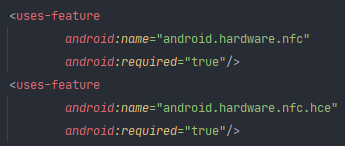 <uses-feature
android:name="android.hardware.nfc"
android:required="true"/>
<uses-feature
android:name="android.hardware.nfc.hce"
android:required="true"/>